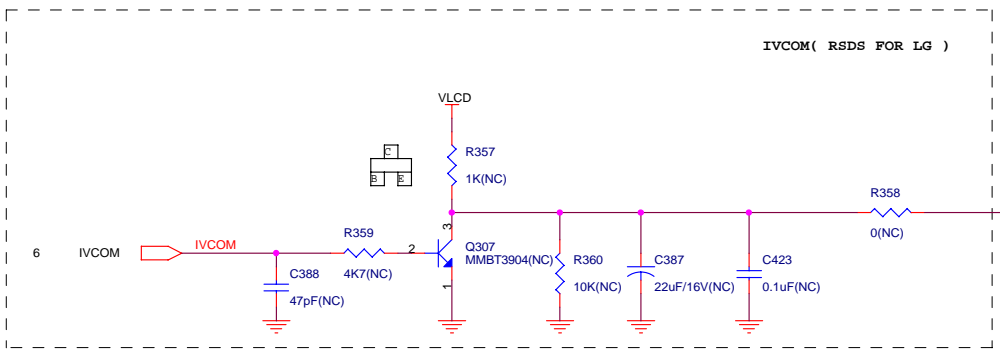 IVCOM( RSDS FOR LG )
VLCD
R357
1K(NC)
C
B E
R358
0(NC)
6 IVCOM IVCOM
R359
4K7(NC)
2
3
1
Q307
MMBT3904(NC)
C388
47pF(NC)
R360
10K(NC)
C387
22uF/16V(NC)
C423
0.1uF(NC)